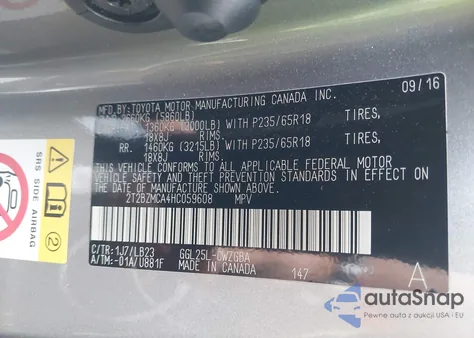 MFD. BY: TOYOTA MOTOR MANUFACTURING CANADA INC. 09/16
2660KG (5860LB)
1360KG (3000LB) WITH P235/65R18 TIRES,
18X8J RIMS.
RR. 1460KG (3215LB) WITH P235/65R18 TIRES,
18X8J RIMS.
THIS VEHICLE CONFORMS TO ALL APPLICABLE FEDERAL MOTOR
VEHICLE SAFETY AND THEFT PREVENTION STANDARDS IN EFFECT ON
THE DATE OF MANUFACTURE SHOWN ABOVE.
2T2BZMCA4HC059608 MPV
C/TR: 1J7/LB23 GGL25L-CWZGBA
A/TM: -01A/U881F MADE IN CANADA 147 A
SRS SIDE AIRBAG
2
autoSnap
Pewne auta z aukcji USA i EU